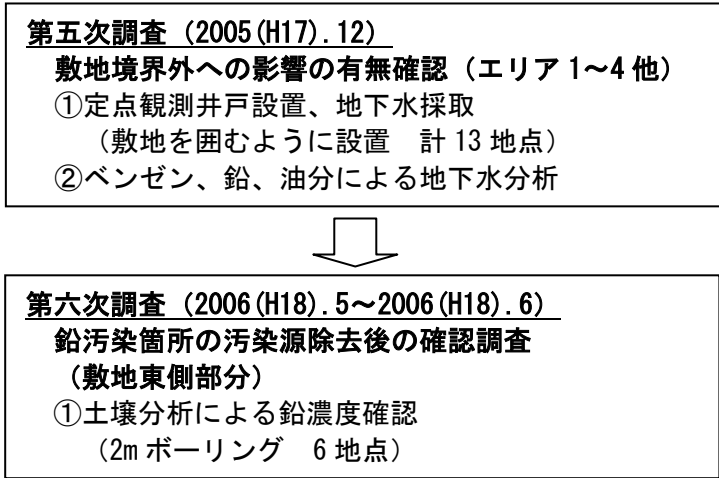 第五次調査（2005(H17).12）
敷地境界外への影響の有無確認（エリア1～4他）
①定点観測井戸設置、地下水採取
（敷地を囲むように設置　計13地点）
②ベンゼン、鉛、油分による地下水分析
第六次調査（2006(H18).5～2006(H18).6）
鉛汚染箇所の汚染源除去後の確認調査
（敷地東側部分）
①土壌分析による鉛濃度確認
（2mボーリング　6地点）